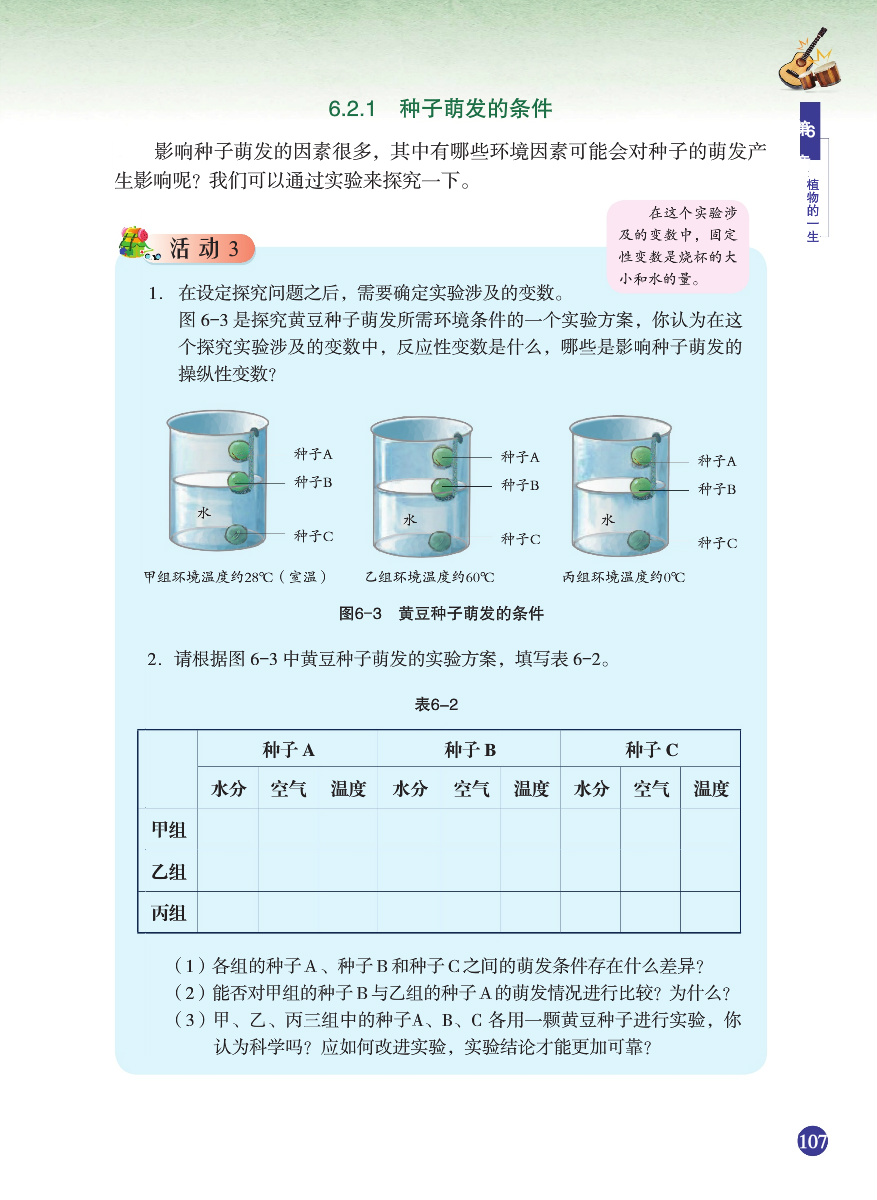 6.2.1 种子萌发的条件
影响种子萌发的因素很多，其中有哪些环境因素可能会对种子的萌发产
生影响呢？我们可以通过实验来探究一下。
第6
植物的一生
在这个实验涉
及的变数中，固定
性变数是烧杯的大
小和水的量。
活动 3
1. 在设定探究问题之后，需要确定实验涉及的变数。
图 6-3 是探究黄豆种子萌发所需环境条件的一个实验方案，你认为在这
个探究实验涉及的变数中，反应性变数是什么，哪些是影响种子萌发的
操纵性变数？
种子A
种子B
水
种子C
种子A
种子B
水
种子C
种子A
种子B
水
种子C
甲组环境温度约28℃（室温） 乙组环境温度约60℃ 丙组环境温度约0℃
图6-3 黄豆种子萌发的条件
2. 请根据图 6-3 中黄豆种子萌发的实验方案，填写表 6-2。
表6-2
种子 A 种子 B 种子 C
水分 空气 温度 水分 空气 温度 水分 空气 温度
甲组
乙组
丙组
（1）各组的种子 A 、种子 B 和种子 C 之间的萌发条件存在什么差异？
（2）能否对甲组的种子 B 与乙组的种子 A 的萌发情况进行比较？为什么？
（3）甲、乙、丙三组中的种子A、B、C 各用一颗黄豆种子进行实验，你
认为科学吗？应如何改进实验，实验结论才能更加可靠？
107